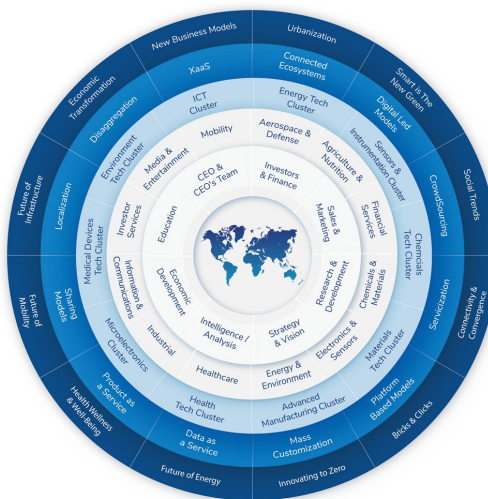 New Business Models
Urbanization
Smart is The
New Green
Social Trends
Connectivity &
Convergence
Bricks & Clicks
Innovating to Zero
Future of Energy
Health Wellness
& Well-Being
Future of
Mobility
Future of
Infrastructure
Economic
Transformation
XaaS
Connected
Ecosystems
Digital Led
Models
CrowdSourcing
Servicization
Platform
Based Models
Mass
Customization
Data as
a Service
Product as
a Service
Sharing
Models
Localization
Disaggregation
ICT
Cluster
Energy Tech
Cluster
Sensors &
Instrumentation Cluster
Chemcials
Tech Cluster
Materials
Tech Cluster
Advanced
Manufacturing Cluster
Health
Tech Cluster
Microelectronics
Cluster
Medical Devices
Tech Cluster
Environment
Tech Cluster
Mobility
Aerospace &
Defense
Agriculture &
Nutrition
Financial
Services
Chemicals &
Materials
Electronics &
Sensors
Energy &
Environment
Healthcare
Industrial
Information &
Communications
Investor
Services
Media &
Entertainment
CEO &
CEO's Team
Investors
& Finance
Sales &
Marketing
Research &
Development
Strategy
& Vision
Intelligence /
Analysis
Economic
Development
Education